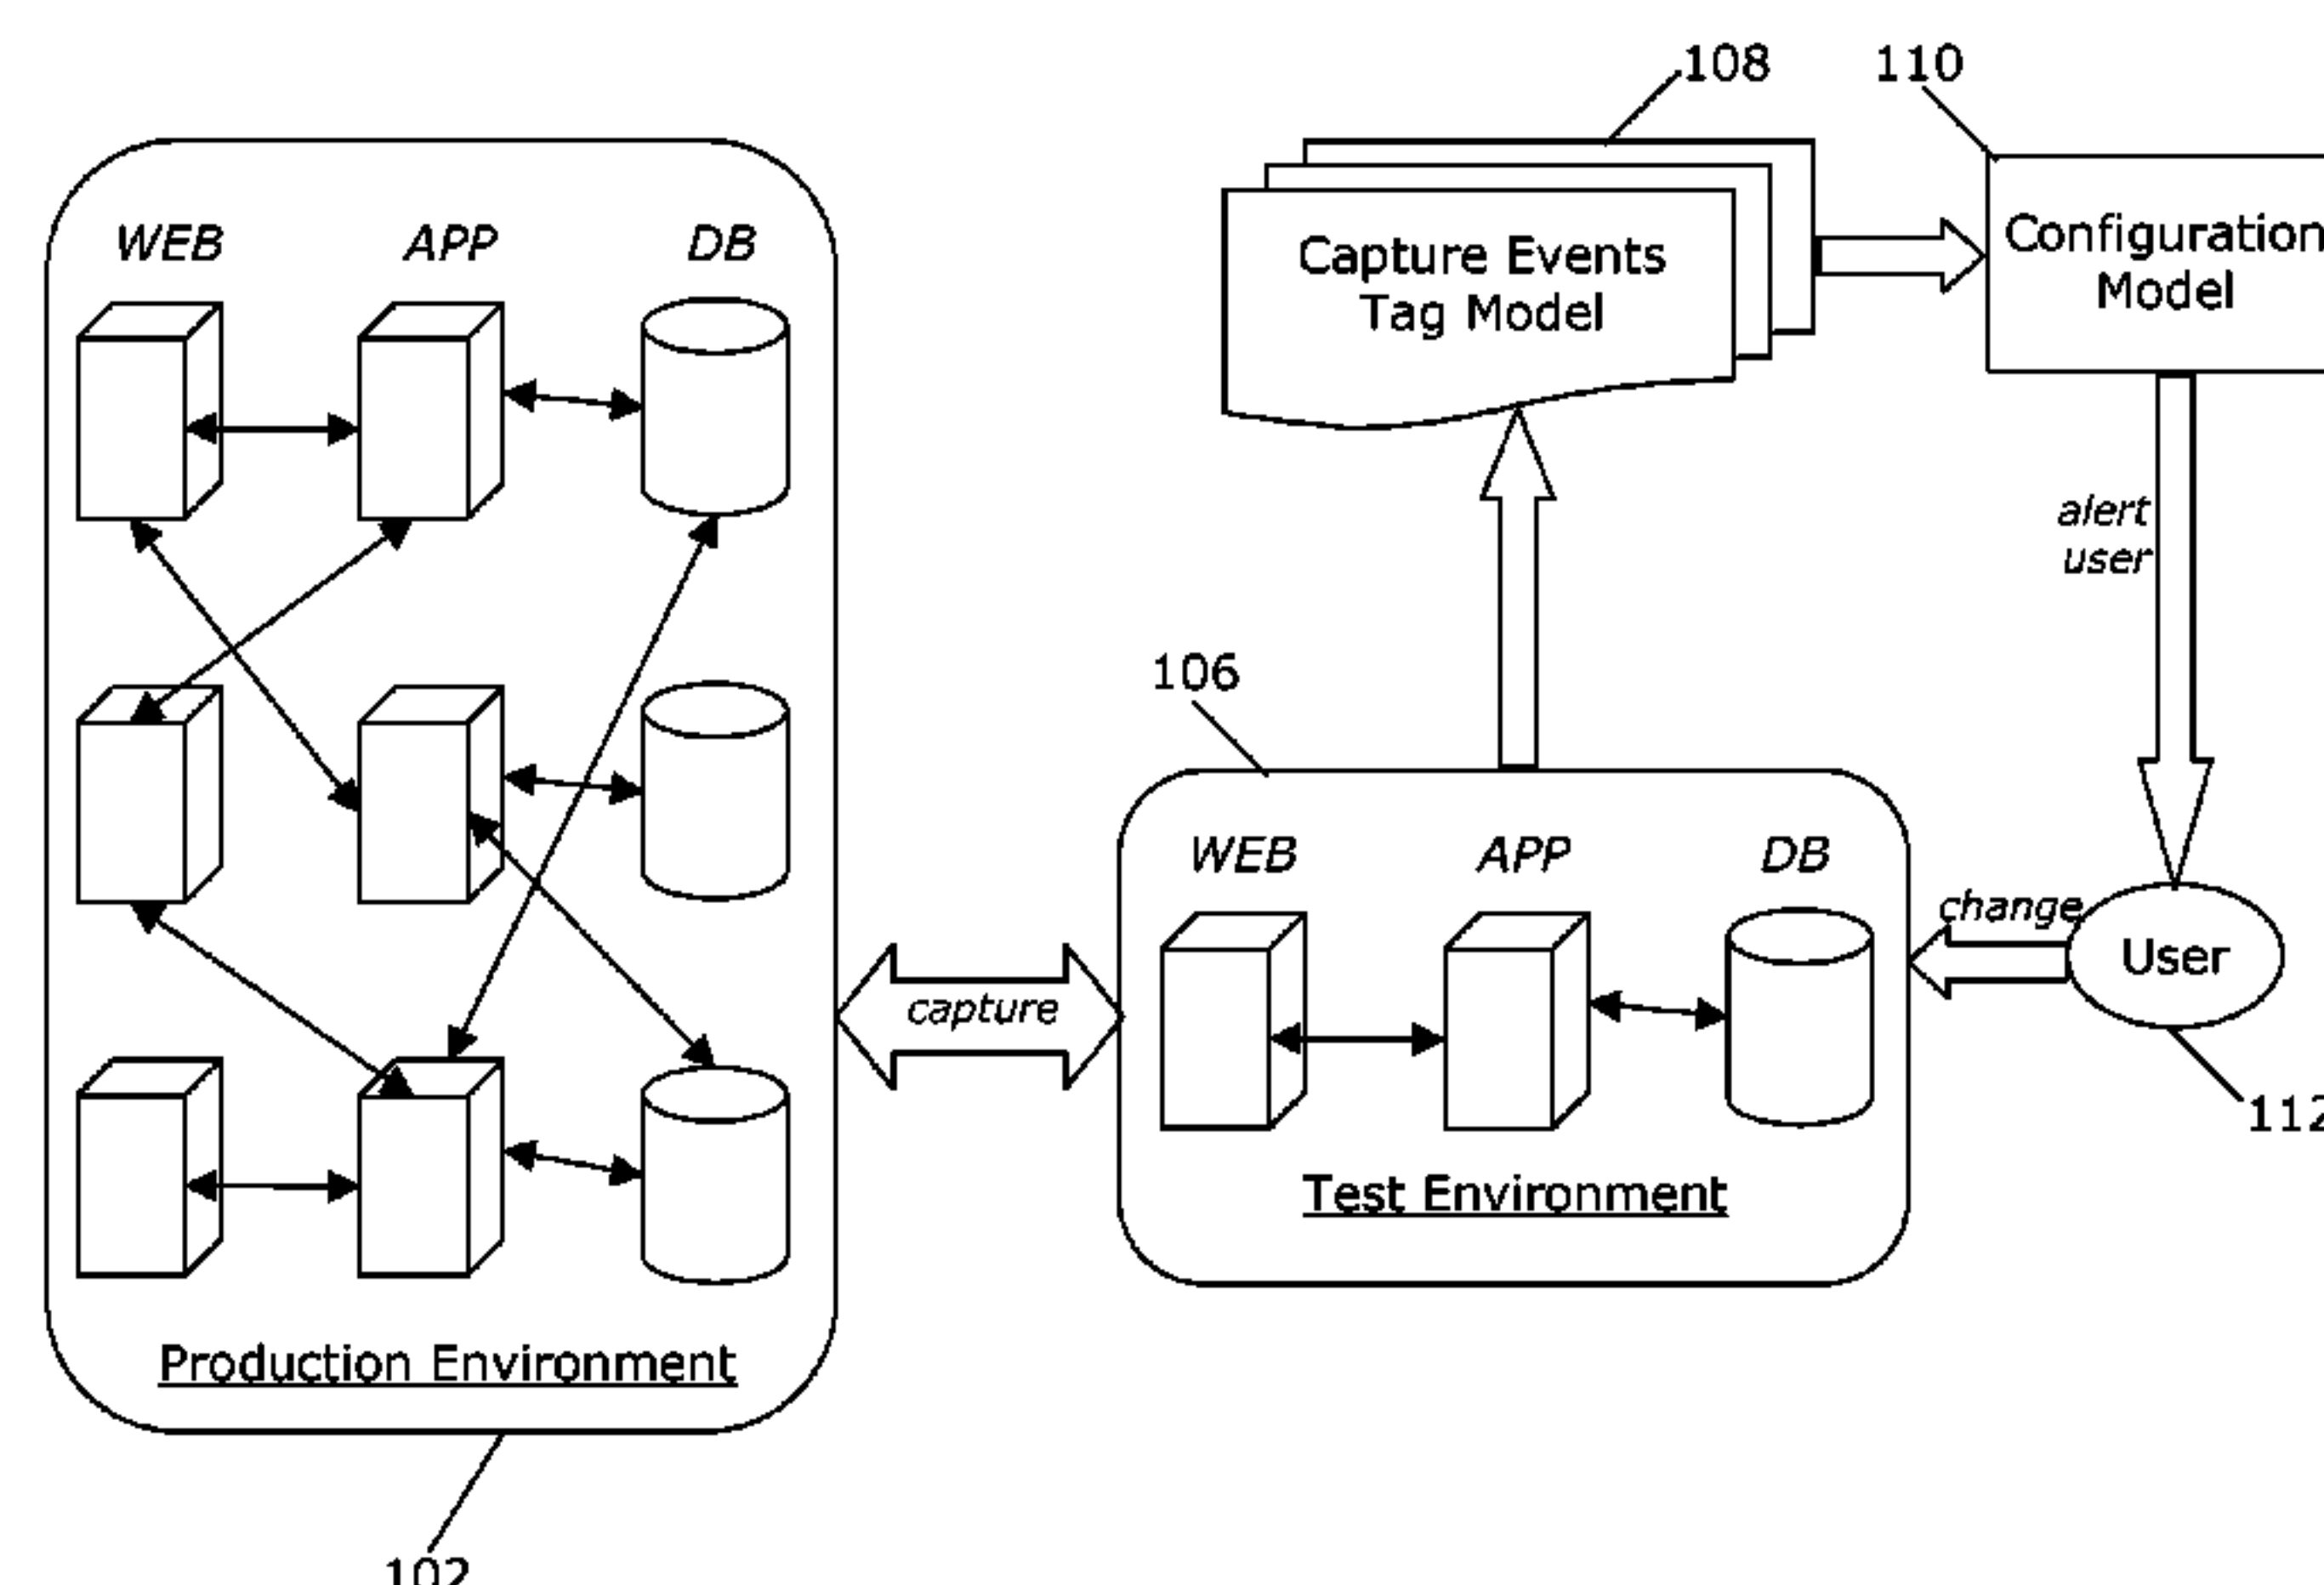 108
110
WEB APP DB
Capture Events
Tag Model
Configuration
Model
alert
user
106
WEB APP DB
change
User
capture
112
Test Environment
Production Environment
102